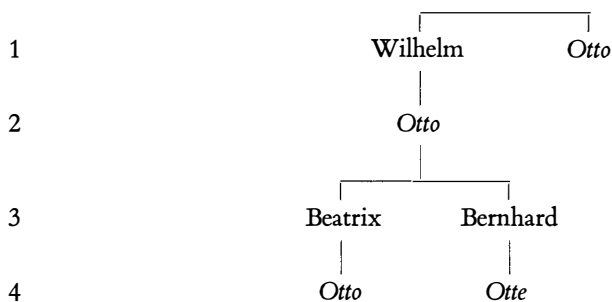 1 Wilhelm Otto
2 Otto
3 Beatrix Bernhard
4 Otto Otte